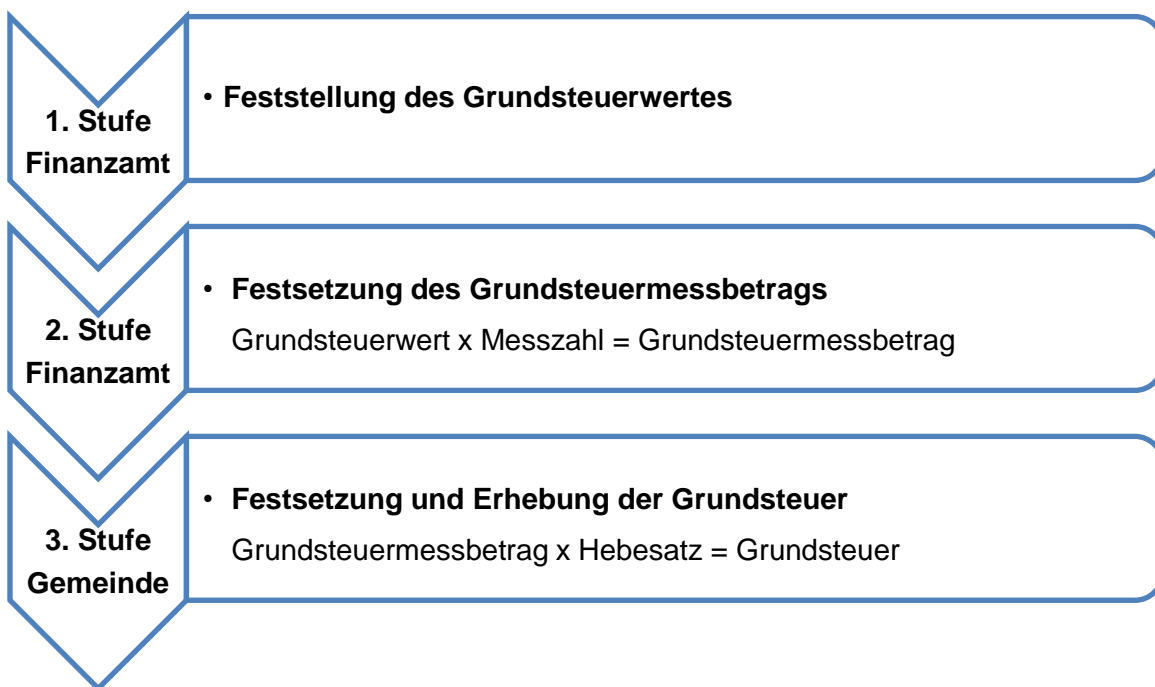 1. Stufe
Finanzamt
• Feststellung des Grundsteuerwertes
2. Stufe
Finanzamt
• Festsetzung des Grundsteuermessbetrags
Grundsteuerwert x Messzahl = Grundsteuermessbetrag
3. Stufe
Gemeinde
• Festsetzung und Erhebung der Grundsteuer
Grundsteuermessbetrag x Hebesatz = Grundsteuer